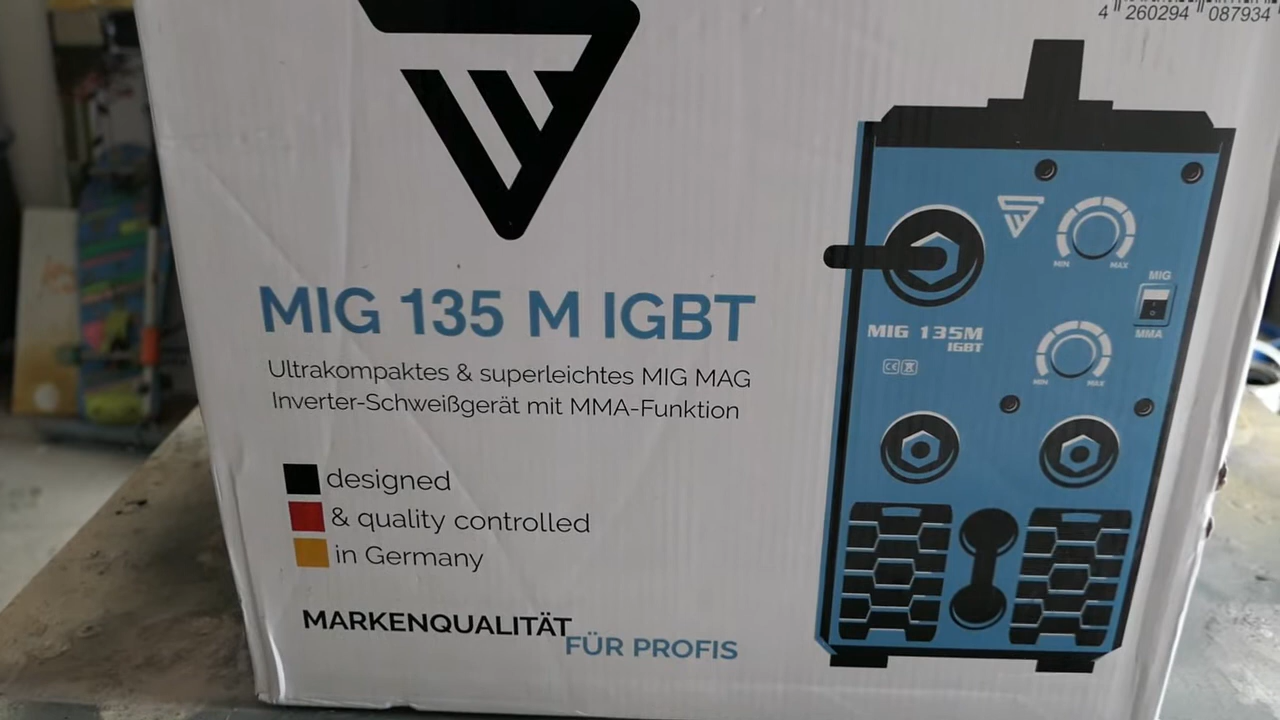 4 260294 087934
MIG 135 M IGBT
Ultrakompaktes & superleichtes MIG MAG
Inverter-Schweißgerät mit MMA-Funktion
designed
& quality controlled
in Germany
MARKENQUALITÄT
FÜR PROFIS
MIN MAX
MIG
MIG 135M
IGBT
MMA
MIN MAX
CE